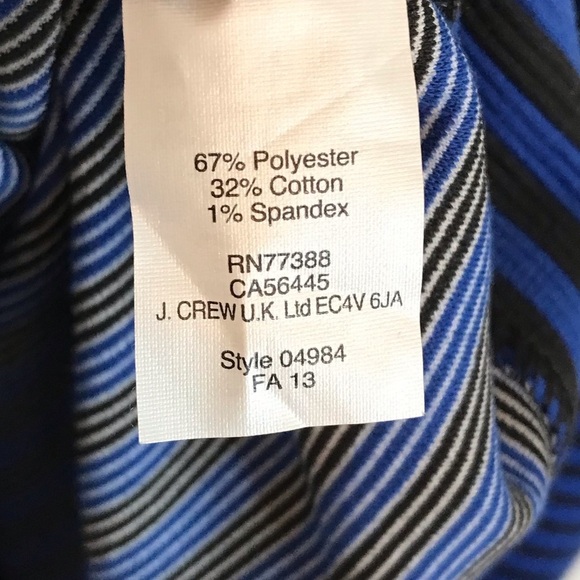 67% Polyester
32% Cotton
1% Spandex
RN77388
CA56445
J. CREW U.K. Ltd EC4V 6JA
Style 04984
FA 13